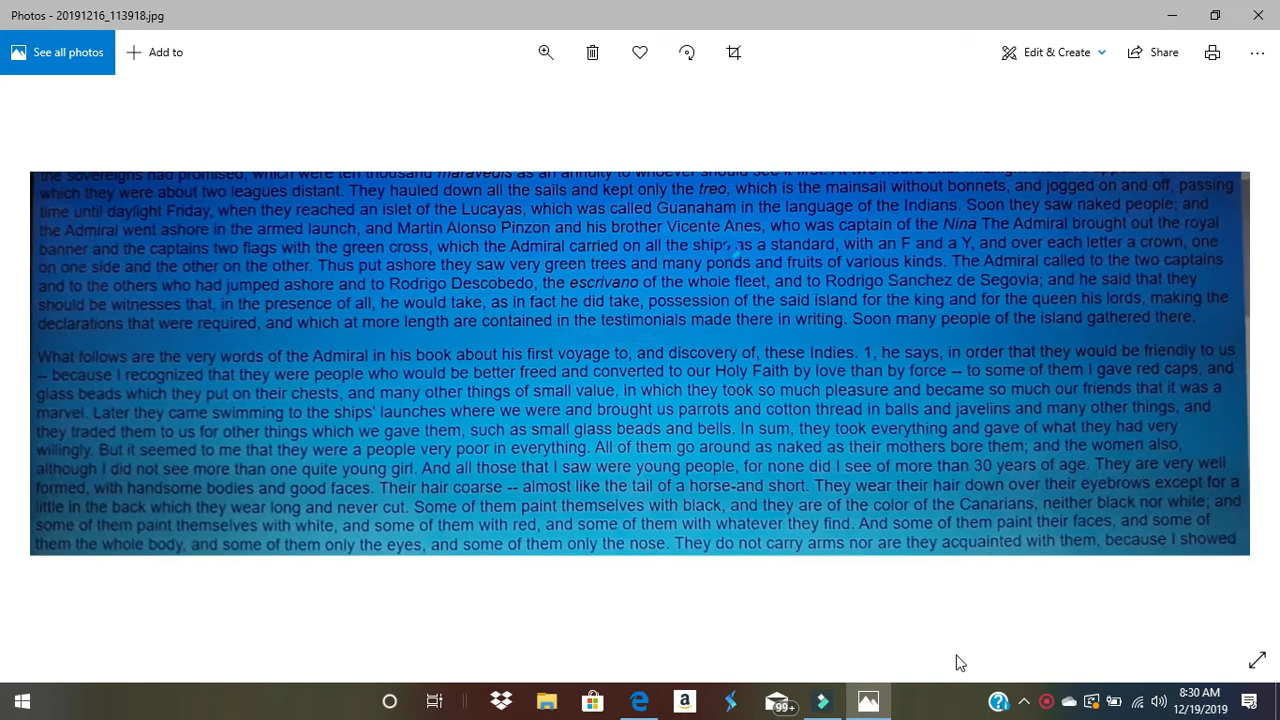 Photos - 20191216_113918.jpg
See all photos
Add to
Edit & Create
Share
the sovereigns had promised, which were ten thousand maravedis as an annuity to whoever should see it first. At two hours after
which they were about two leagues distant. They hauled down all the sails and kept only the treo, which is the mainsail without bonnets, and jogged on and off, passing
time until daylight Friday, when they reached an islet of the Lucayas, which was called Guanaham in the language of the Indians. Soon they saw naked people; and
the Admiral went ashore in the armed launch, and Martin Alonso Pinzon and his brother Vicente Anes, who was captain of the Nina The Admiral brought out the royal
banner and the captains two flags with the green cross, which the Admiral carried on all the ships as a standard, with an F and a Y, and over each letter a crown, one
on one side and the other on the other. Thus put ashore they saw very green trees and many ponds and fruits of various kinds. The Admiral called to the two captains
and to the others who had jumped ashore and to Rodrigo Descobedo, the escrivano of the whole fleet, and to Rodrigo Sanchez de Segovia; and he said that they
should be witnesses that, in the presence of all, he would take, as in fact he did take, possession of the said island for the king and for the queen his lords, making the
declarations that were required, and which at more length are contained in the testimonials made there in writing. Soon many people of the island gathered there.
What follows are the very words of the Admiral in his book about his first voyage to, and discovery of, these Indies. 1, he says, in order that they would be friendly to us
-- because I recognized that they were people who would be better freed and converted to our Holy Faith by love than by force -- to some of them I gave red caps, and
glass beads which they put on their chests, and many other things of small value, in which they took so much pleasure and became so much our friends that it was a
marvel. Later they came swimming to the ships' launches where we were and brought us parrots and cotton thread in balls and javelins and many other things, and
they traded them to us for other things which we gave them, such as small glass beads and bells. In sum, they took everything and gave of what they had very
willingly. But it seemed to me that they were a people very poor in everything. All of them go around as naked as their mothers bore them; and the women also,
although I did not see more than one quite young girl. And all those that I saw were young people, for none did I see of more than 30 years of age. They are very well
formed, with handsome bodies and good faces. Their hair coarse -- almost like the tail of a horse-and short. They wear their hair down over their eyebrows except for a
little in the back which they wear long and never cut. Some of them paint themselves with black, and they are of the color of the Canarians, neither black nor white; and
some of them paint themselves with white, and some of them with red, and some of them with whatever they find. And some of them paint their faces, and some of
them the whole body, and some of them only the eyes, and some of them only the nose. They do not carry arms nor are they acquainted with them, because I showed
99+
8:30 AM
12/19/2019